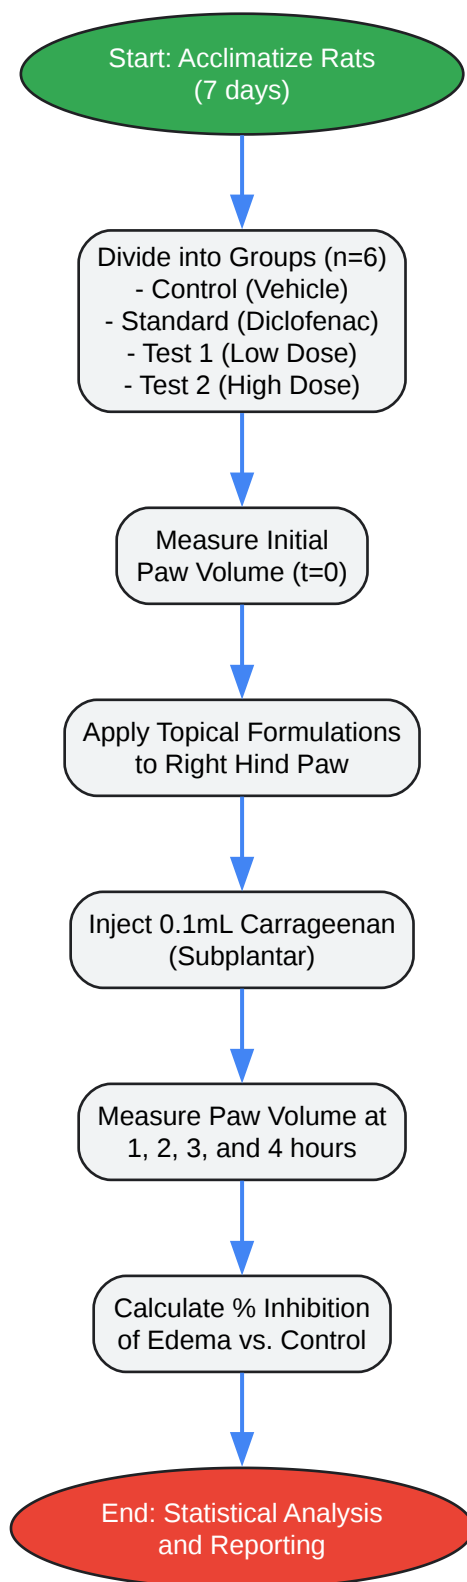 Start: Acclimatize Rats
(7 days)
Divide into Groups (n=6)
- Control (Vehicle)
- Standard (Diclofenac)
- Test 1 (Low Dose)
- Test 2 (High Dose)
Measure Initial
Paw Volume (t=0)
Apply Topical Formulations
to Right Hind Paw
Inject 0.1mL Carrageenan
(Subplantar)
Measure Paw Volume at
1, 2, 3, and 4 hours
Calculate % Inhibition
of Edema vs. Control
End: Statistical Analysis
and Reporting